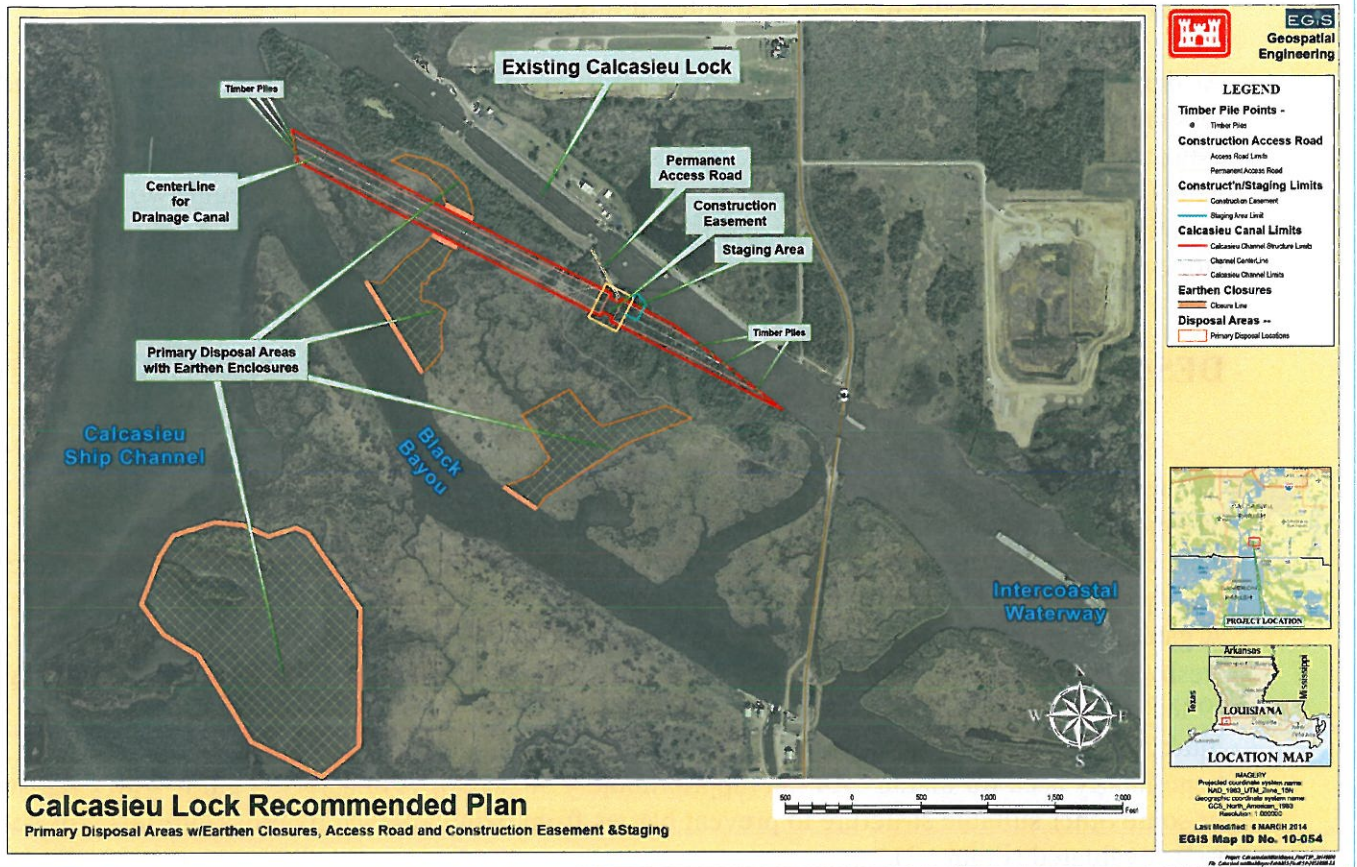 Existing Calcasieu Lock
Timber Piles
CenterLine
for
Drainage Canal
Permanent
Access Road
Construction
Easement
Staging Area
Timber Piles
Primary Disposal Areas
with Earthen Enclosures
Calcasieu
Ship Channel
Black
Bayou
Intercoastal
Waterway
N
W E
S
Calcasieu Lock Recommended Plan
Primary Disposal Areas w/Earthen Closures, Access Road and Construction Easement &Staging
500 0 500 1,000 1,500 2,000
Feet
EGIS
Geospatial
Engineering
LEGEND
Timber Pile Points -
Timber Piles
Construction Access Road
Access Road Limits
Permanent Access Road
Construct'n/Staging Limits
Construction Easement
Staging Area Limit
Calcasieu Canal Limits
Calcasieu Channel Structure Limits
Channel CenterLine
Calcasieu Channel Limits
Earthen Closures
Closure Line
Disposal Areas --
Primary Disposal Locations
PROJECT LOCATION
Arkansas
Texas
Mississippi
LOUISIANA
LOCATION MAP
IMAGERY
Projected coordinate system name:
NAD_1983_UTM_Zone_15N
Geographic coordinate system name:
GCS_North_American_1983
Resolution: 1.000000
Last Modified: 6 MARCH 2014
EGIS Map ID No. 10-054